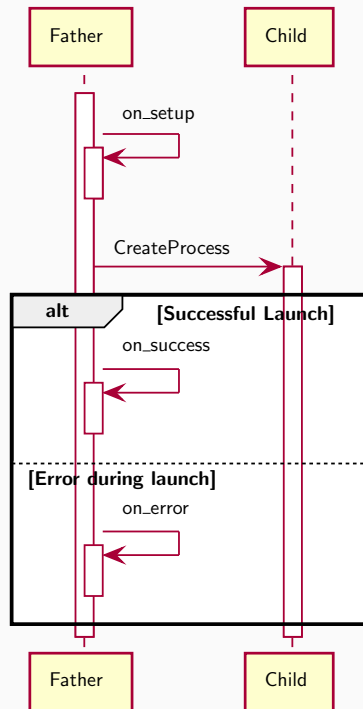 Father
Child
on_setup
CreateProcess
alt
[Successful Launch]
on_success
[Error during launch]
on_error
Father
Child